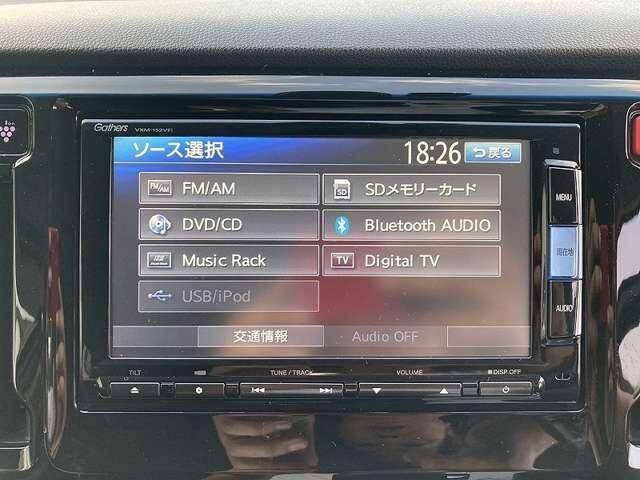 Gathers
VXM-152VFi
ソース選択
18:26
戻る
FM/AM
SDメモリーカード
DVD/CD
Bluetooth AUDIO
Music Rack
TV
Digital TV
USB/iPod
交通情報
Audio OFF
MENU
現在地
AUDIO
TILT
TUNE / TRACK
VOLUME
DISP OFF